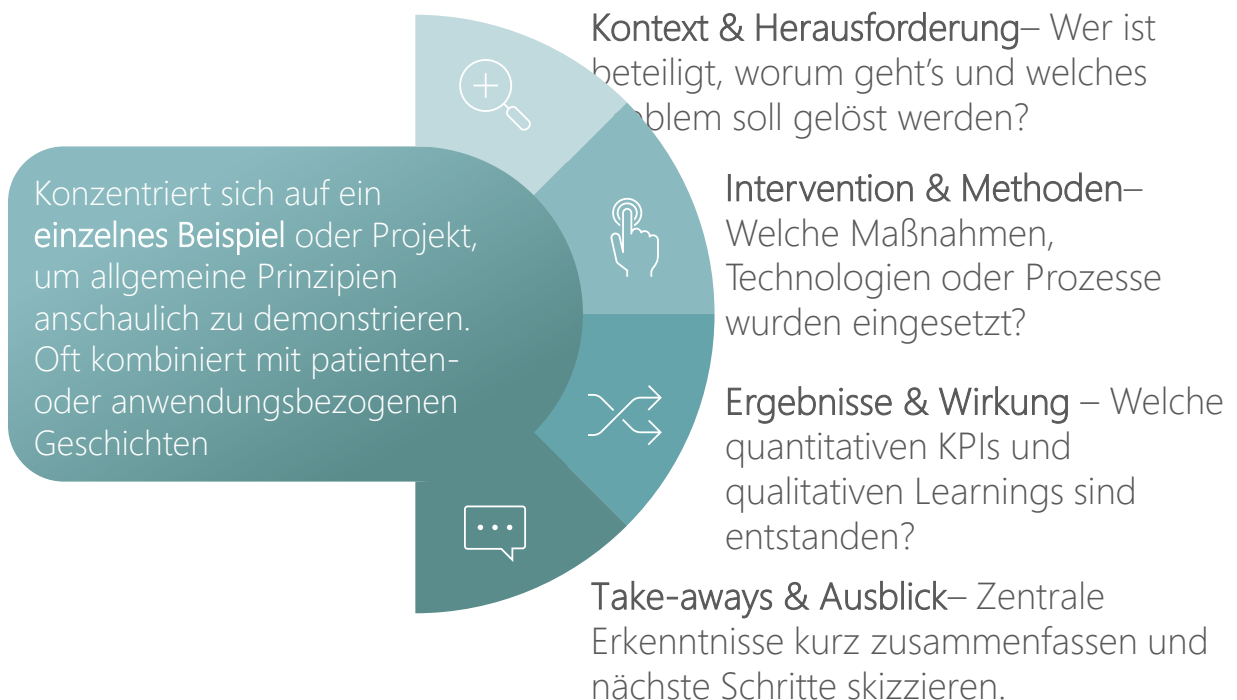 Kontext & Herausforderung– Wer ist
beteiligt, worum geht's und welches
Problem soll gelöst werden?
Konzentriert sich auf ein
einzelnes Beispiel oder Projekt,
um allgemeine Prinzipien
anschaulich zu demonstrieren.
Oft kombiniert mit patienten-
oder anwendungsbezogenen
Geschichten
Intervention & Methoden–
Welche Maßnahmen,
Technologien oder Prozesse
wurden eingesetzt?
Ergebnisse & Wirkung – Welche
quantitativen KPIs und
qualitativen Learnings sind
entstanden?
Take-aways & Ausblick– Zentrale
Erkenntnisse kurz zusammenfassen und
nächste Schritte skizzieren.